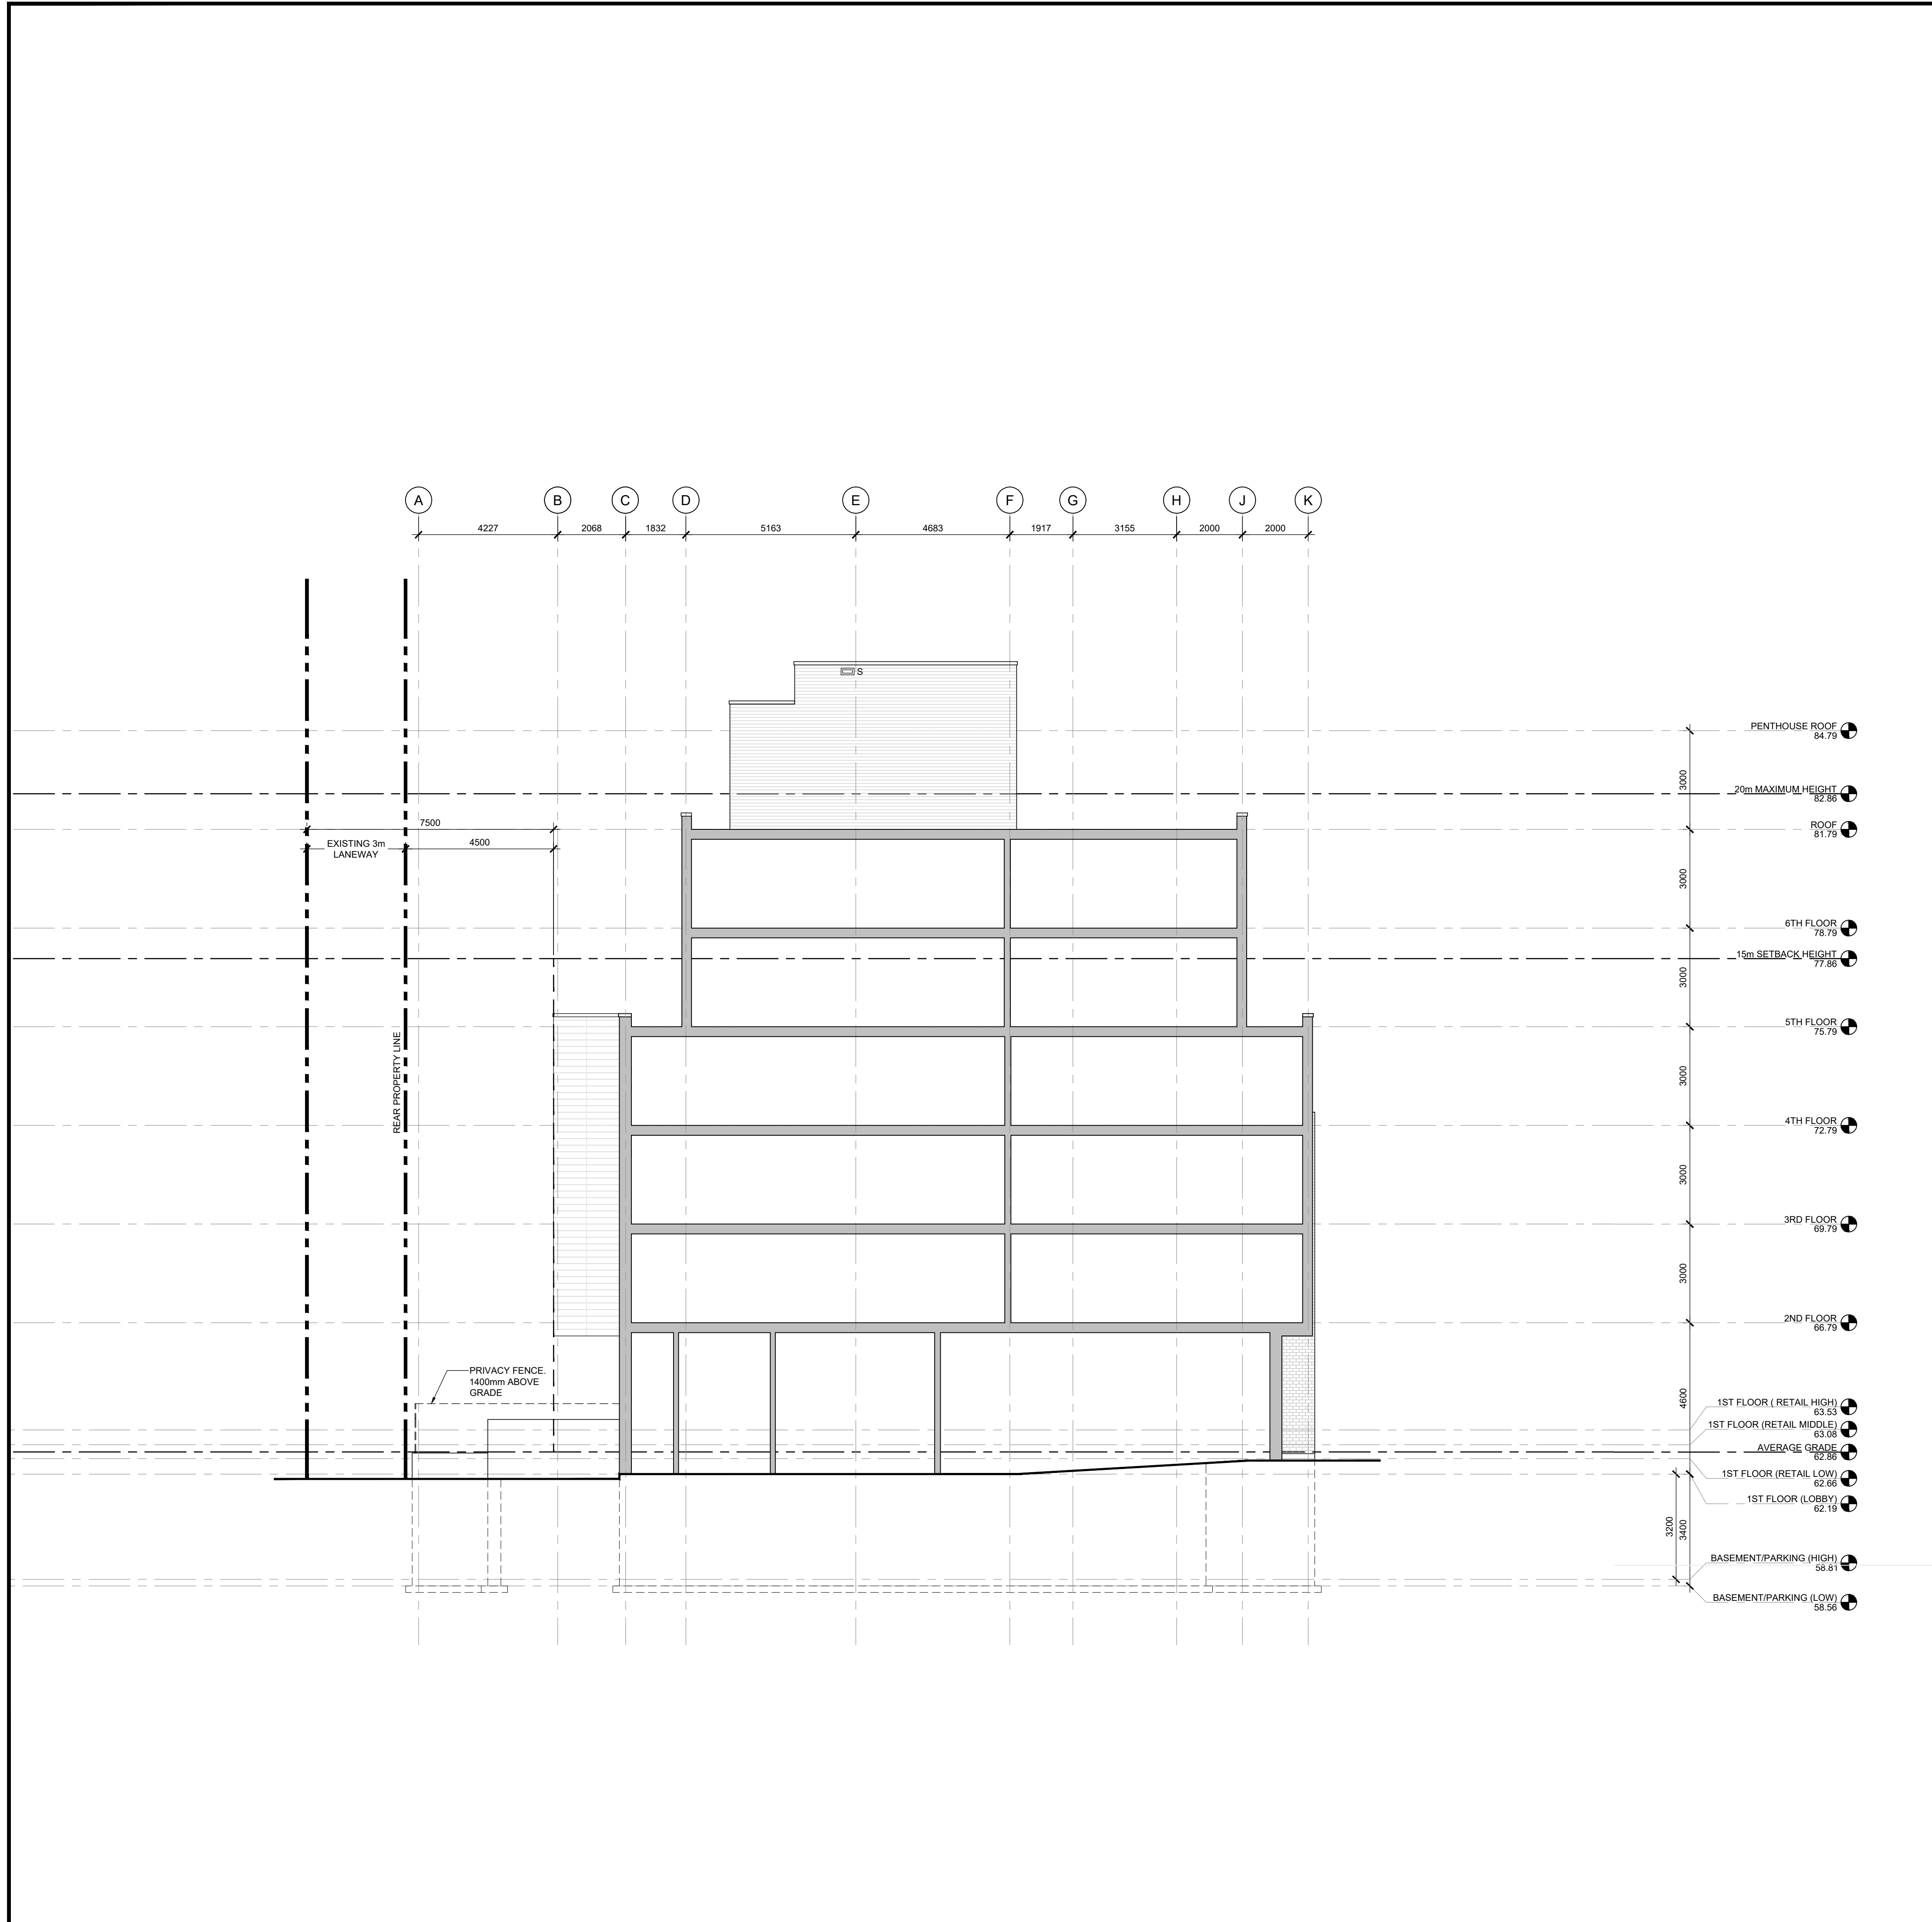 A
B
C
D
E
F
G
H
J
K
4227
2068
1832
5163
4683
1917
3155
2000
2000
S
PENTHOUSE ROOF
84.79
3000
20m MAXIMUM HEIGHT
82.86
7500
ROOF
81.79
EXISTING 3m
LANEWAY
4500
3000
6TH FLOOR
78.79
15m SETBACK HEIGHT
77.86
3000
5TH FLOOR
75.79
REAR PROPERTY LINE
3000
4TH FLOOR
72.79
3000
3RD FLOOR
69.79
3000
2ND FLOOR
66.79
PRIVACY FENCE.
1400mm ABOVE
GRADE
4600
1ST FLOOR ( RETAIL HIGH)
63.53
1ST FLOOR (RETAIL MIDDLE)
63.08
AVERAGE GRADE
62.86
1ST FLOOR (RETAIL LOW)
62.66
1ST FLOOR (LOBBY)
62.19
3200
3400
BASEMENT/PARKING (HIGH)
58.81
BASEMENT/PARKING (LOW)
58.56